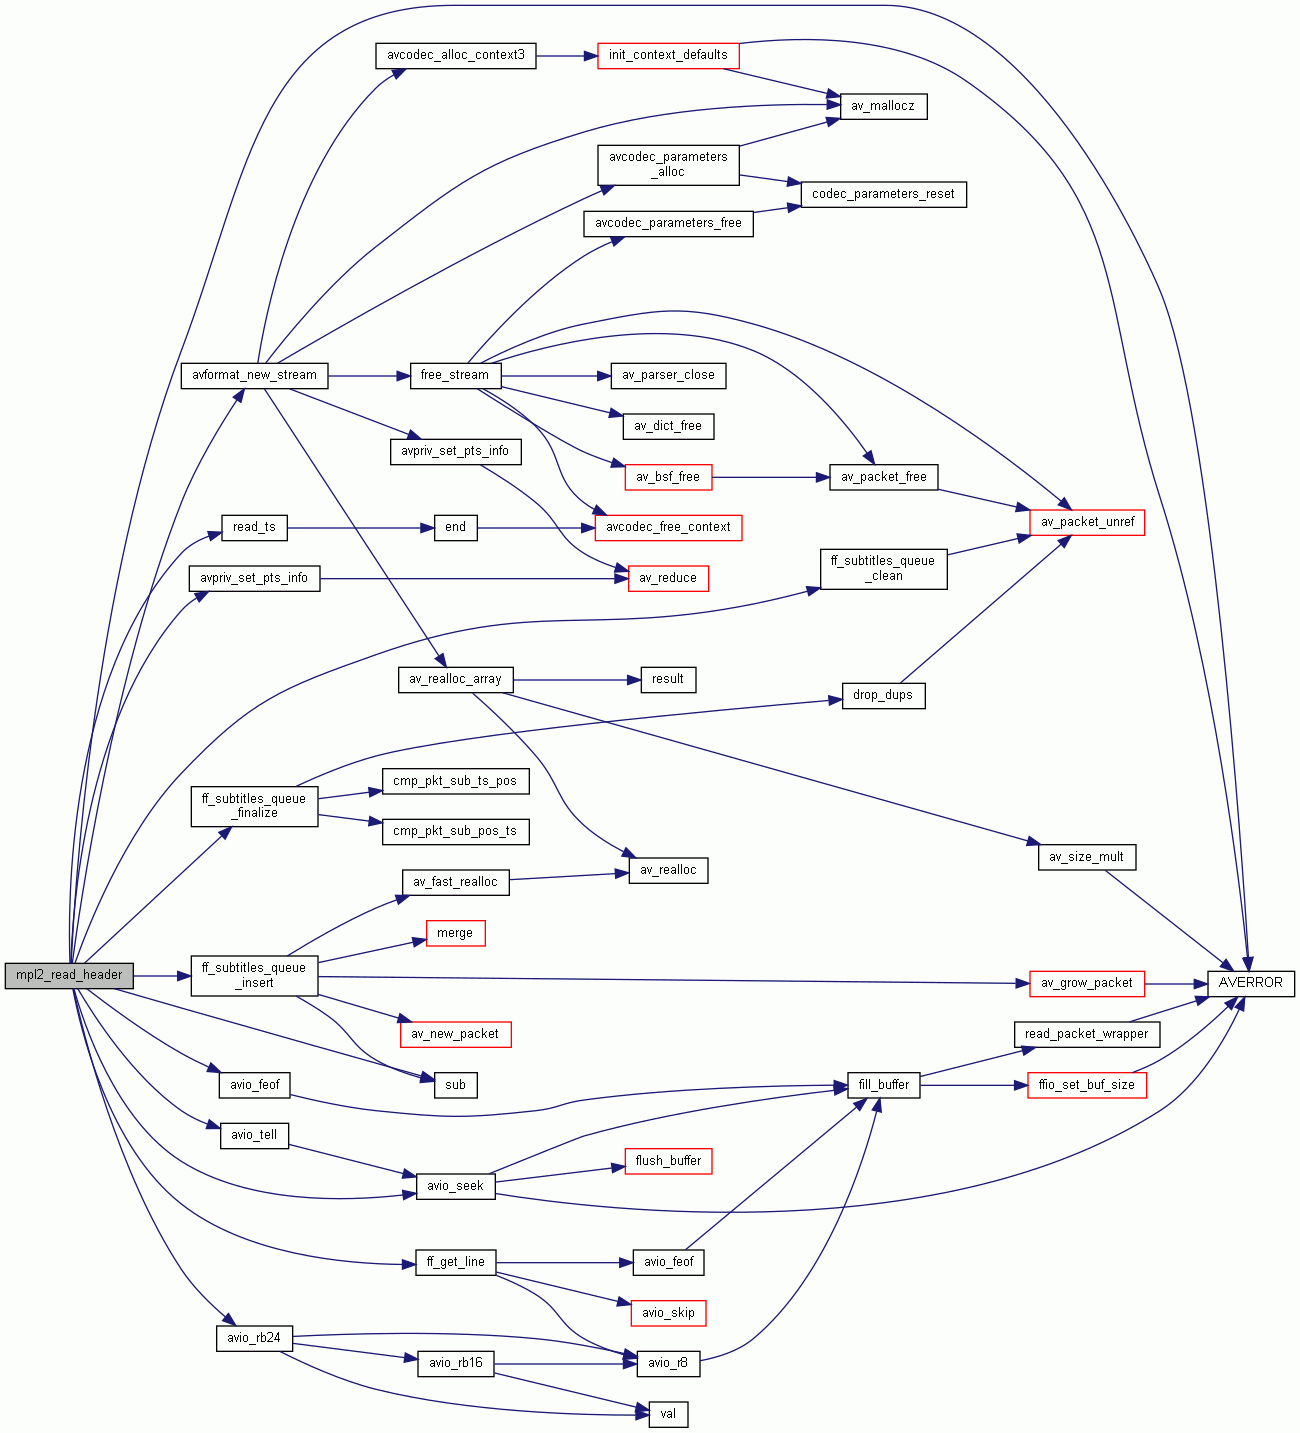 avcodec_alloc_context3
init_context_defaults
av_mallocz
avcodec_parameters
_alloc
codec_parameters_reset
avcodec_parameters_free
avformat_new_stream
free_stream
av_parser_close
av_dict_free
avpriv_set_pts_info
av_bsf_free
av_packet_free
read_ts
end
avcodec_free_context
av_packet_unref
ff_subtitles_queue
_clean
avpriv_set_pts_info
av_reduce
av_realloc_array
result
drop_dups
cmp_pkt_sub_ts_pos
ff_subtitles_queue
_finalize
cmp_pkt_sub_pos_ts
av_size_mult
av_realloc
av_fast_realloc
merge
mpl2_read_header
ff_subtitles_queue
_insert
av_grow_packet
AVERROR
av_new_packet
read_packet_wrapper
avio_feof
sub
fill_buffer
ffio_set_buf_size
avio_tell
flush_buffer
avio_seek
ff_get_line
avio_feof
avio_skip
avio_rb24
avio_rb16
avio_r8
val